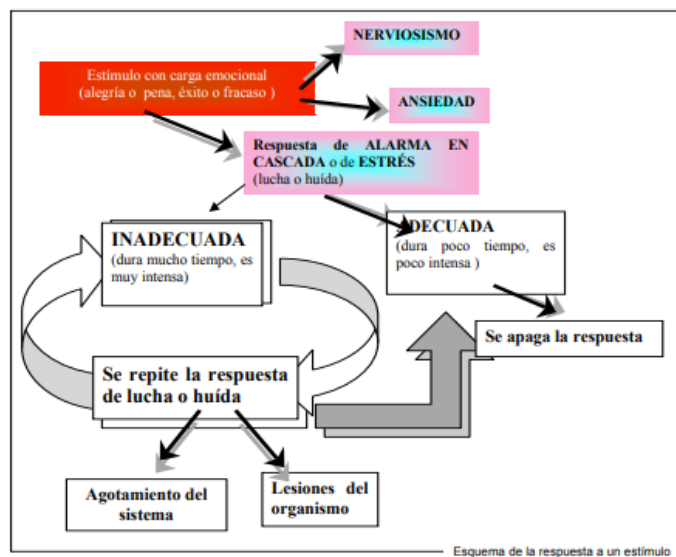 NERVIOSISMO
Estímulo con carga emocional
(alegría o pena, éxito o fracaso )
ANSIEDAD
Respuesta de ALARMA EN
CASCADA o de ESTRÉS
(lucha o huída)
INADECUADA
(dura mucho tiempo, es
muy intensa)
ADECUADA
(dura poco tiempo, es
poco intensa )
Se apaga la respuesta
Se repite la respuesta
de lucha o huída
Agotamiento del
sistema
Lesiones del
organismo
Esquema de la respuesta a un estímulo